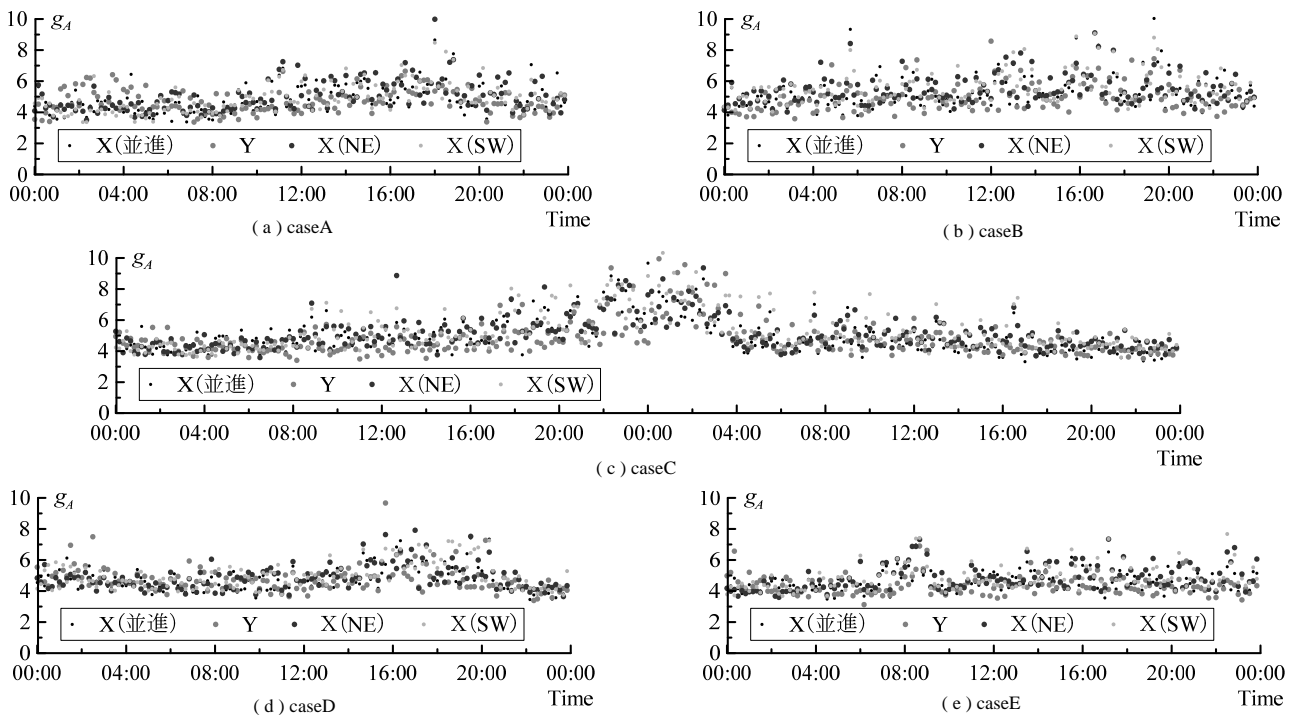 10
g_A
8
6
4
2
0
X(並進) Y X(NE) X(SW)
00:00 04:00 08:00 12:00 16:00 20:00 00:00
Time
(a) caseA
10
g_A
8
6
4
2
0
X(並進) Y X(NE) X(SW)
00:00 04:00 08:00 12:00 16:00 20:00 00:00
Time
(b) caseB
10
g_A
8
6
4
2
0
X(並進) Y X(NE) X(SW)
00:00 04:00 08:00 12:00 16:00 20:00 00:00 04:00 08:00 12:00 16:00 20:00 00:00
Time
(c) caseC
10
g_A
8
6
4
2
0
X(並進) Y X(NE) X(SW)
00:00 04:00 08:00 12:00 16:00 20:00 00:00
Time
(d) caseD
10
g_A
8
6
4
2
0
X(並進) Y X(NE) X(SW)
00:00 04:00 08:00 12:00 16:00 20:00 00:00
Time
(e) caseE